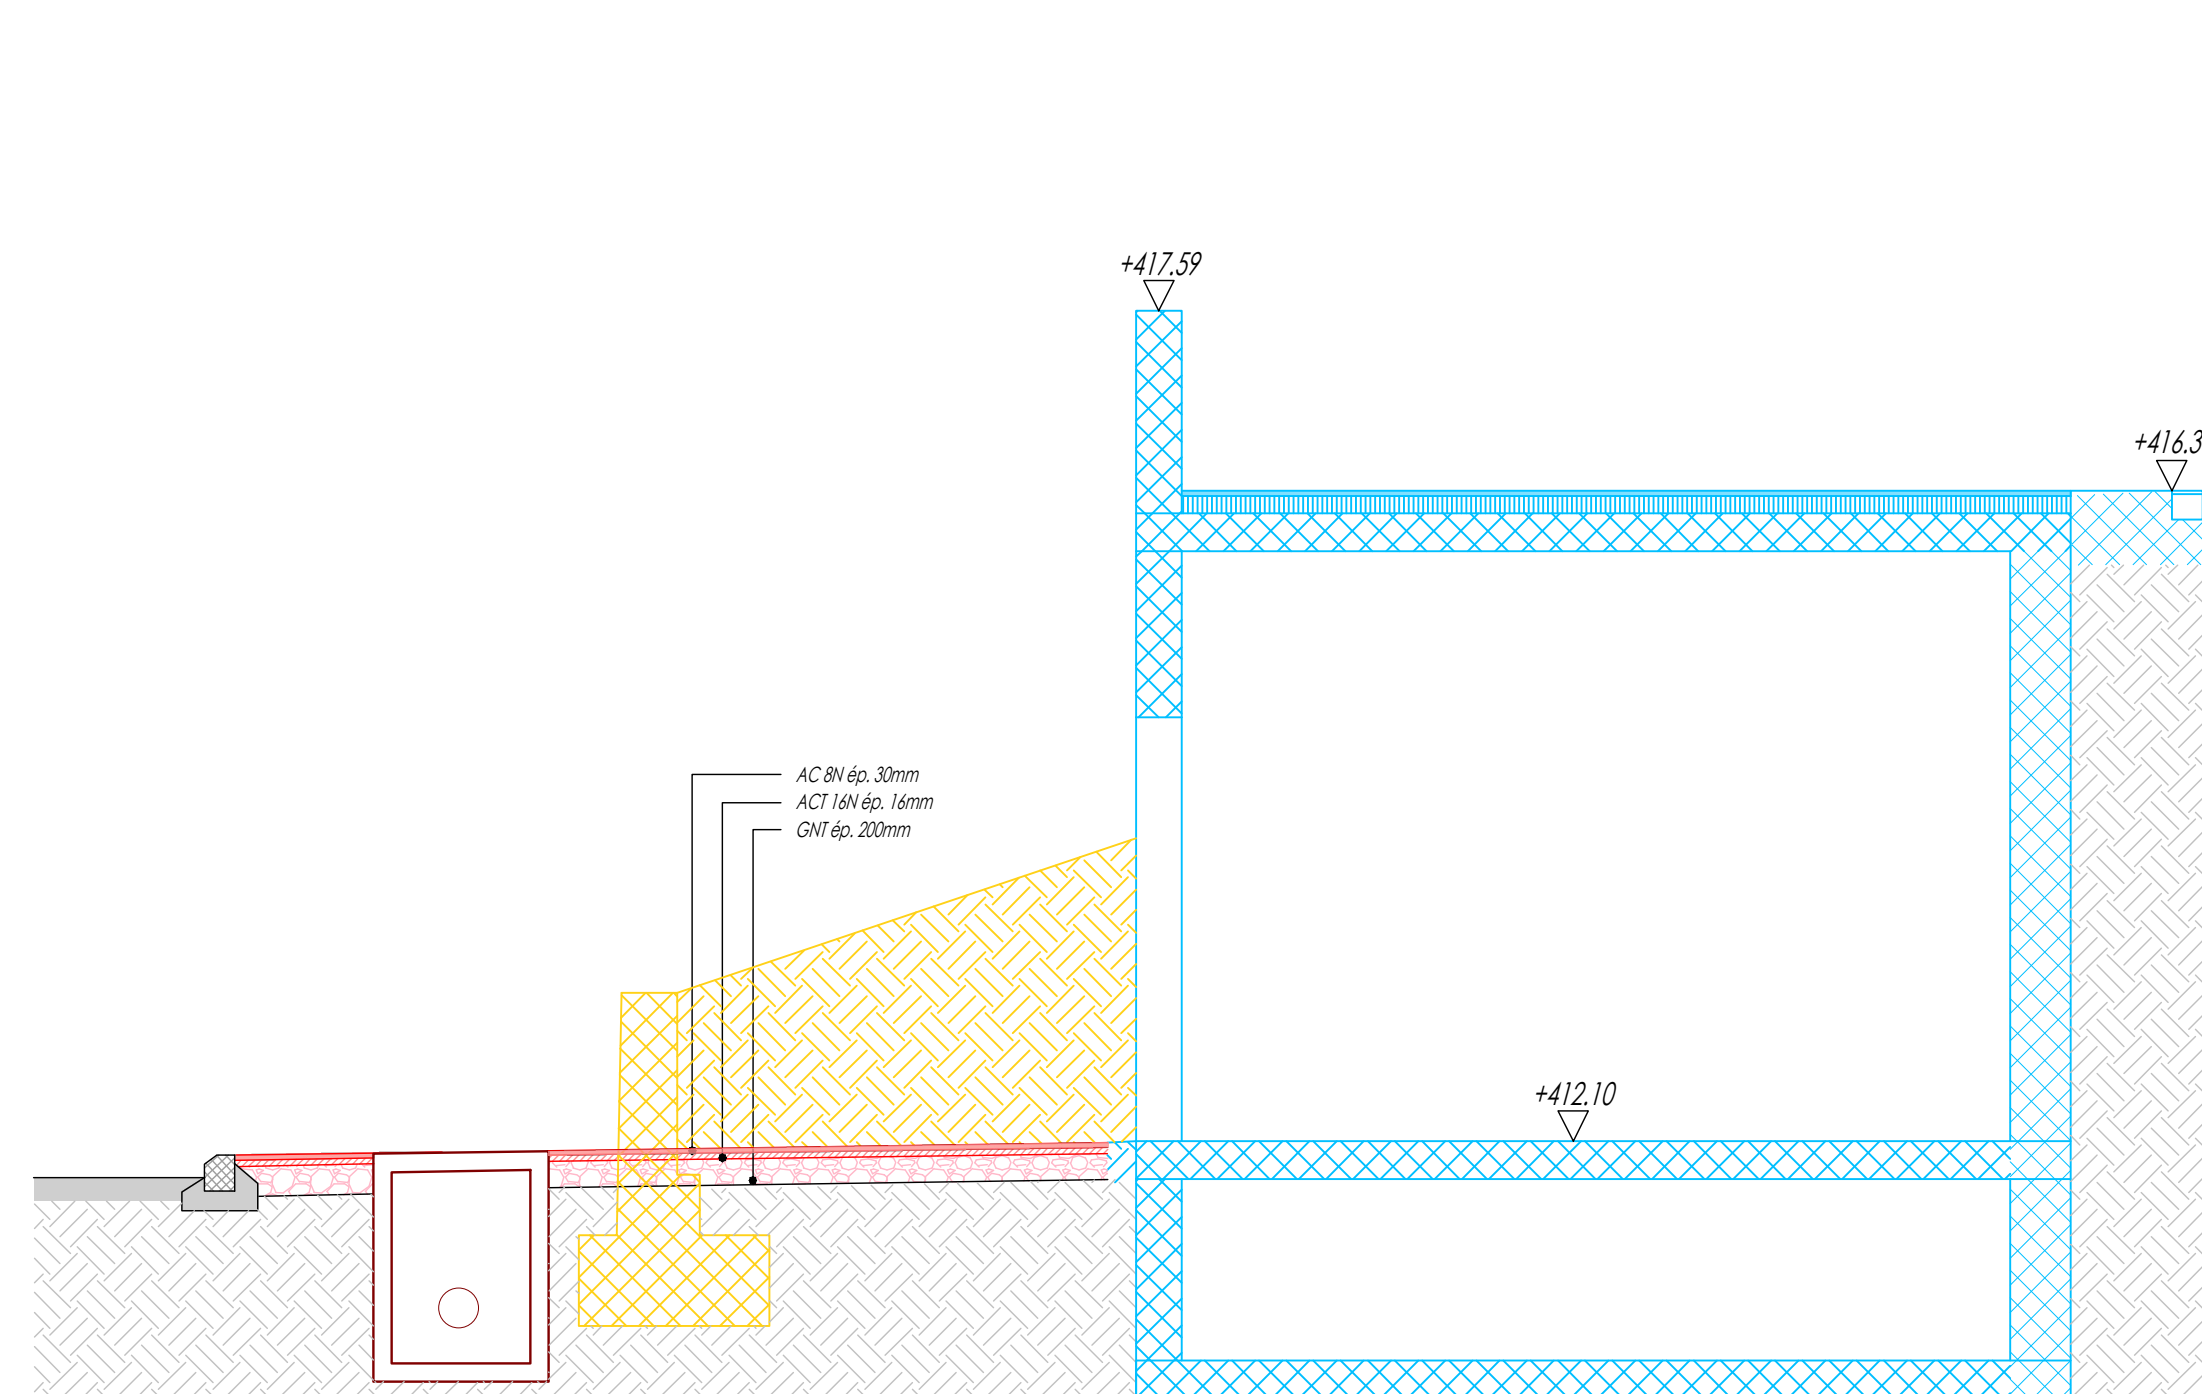 +417.59
+416.3
AC 8N ép. 30mm
ACT 16N ép. 16mm
GNT ép. 200mm
+412.10